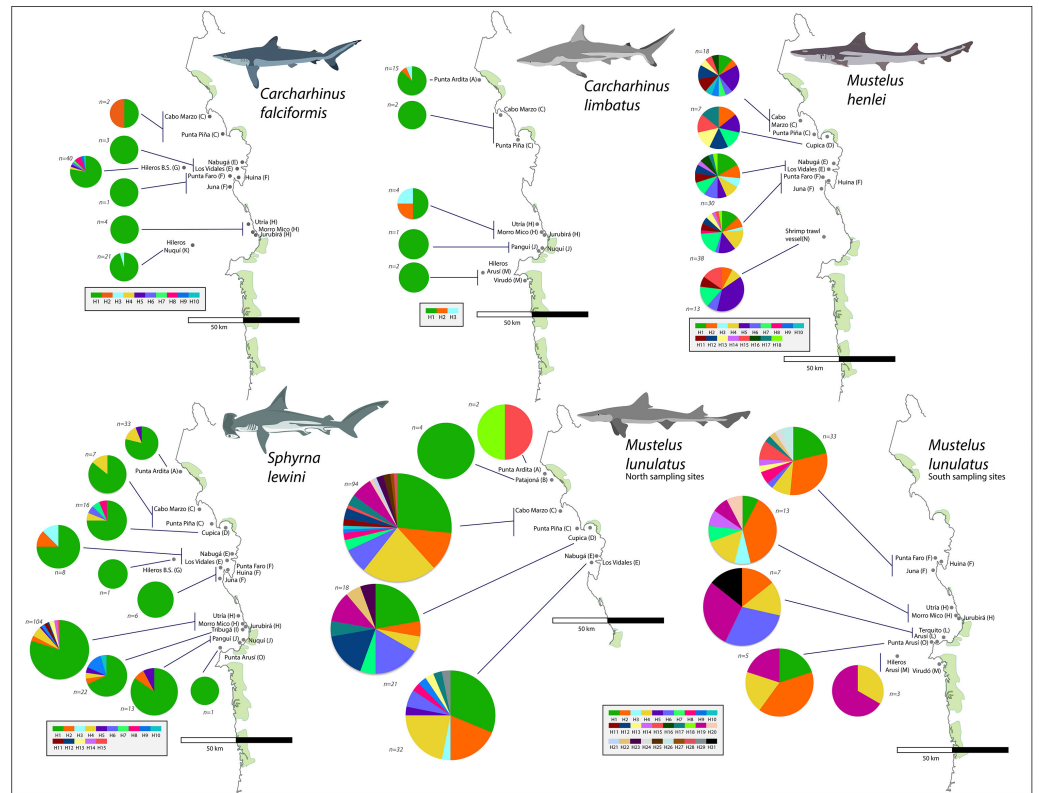 Carcharhinus
falciformis
n=2
Cabo Marzo (C)
Punta Piña (C)
n=3
n=40
Nabugá (E)
Hileros B.S. (G)
Los Vidales (E)
Punta Faro (F)
Huina (F)
Juna (F)
n=1
n=4
Utría (H)
Morro Mico (H)
Jurubirá (H)
Hileros
Nuquí (K)
n=21
H1 H2 H3 H4 H5 H6 H7 H8 H9 H10
50 km
Carcharhinus
limbatus
n=15
Punta Ardita (A)
n=2
Cabo Marzo (C)
Punta Piña (C)
n=4
Utría (H)
Morro Mico (H)
Jurubirá (H)
n=1
Panguí (J)
Nuquí (J)
n=2
Hileros
Arusí (M)
Virudó (M)
H1 H2 H3
50 km
Mustelus
henlei
n=18
n=7
Cabo
Marzo (C)
Punta Piña (C)
Cupica (D)
Nabugá (E)
Los Vidales (E)
Punta Faro (F)
Huina (F)
Juna (F)
n=30
Shrimp trawl
vessel(N)
n=38
n=13
H1 H2 H3 H4 H5 H6 H7 H8 H9 H10
H11 H12 H13 H14 H15 H16 H17 H18
50 km
Sphyrna
lewini
n=33
n=7
Punta Ardita (A)
n=16
Cabo Marzo (C)
Punta Piña (C)
Cupica (D)
Nabugá (E)
Los Vidales (E)
Hileros B.S. (G)
Punta Faro (F)
Huina (F)
Juna (F)
n=8
n=1
n=6
n=104
Utría (H)
Morro Mico (H)
Jurubirá (H)
Tribugá (I)
Panguí (J)
Nuquí (J)
Punta Arusí (O)
n=22
n=13
n=1
H1 H2 H3 H4 H5 H6 H7 H8 H9 H10
H11 H12 H13 H14 H15
50 km
Mustelus
lunulatus
n=2
n=4
Punta Ardita (A)
Patajoná (B)
n=94
Cabo Marzo (C)
Punta Piña (C)
Cupica (D)
Nabugá (E)
Los Vidales (E)
n=18
n=21
n=32
50 km
H1 H2 H3 H4 H5 H6 H7 H8 H9 H10
H11 H12 H13 H14 H15 H16 H17 H18 H19 H20
H21 H22 H23 H24 H25 H26 H27 H28 H29 H31
Mustelus
lunulatus
South sampling sites
North sampling sites
n=33
n=13
Punta Faro (F)
Huina (F)
Juna (F)
n=7
Utría (H)
Morro Mico (H)
Jurubirá (H)
Terquito (L)
Arusí (L)
Punta Arusí (O)
n=5
Hileros
Arusí (M)
Virudó (M)
n=3
50 km